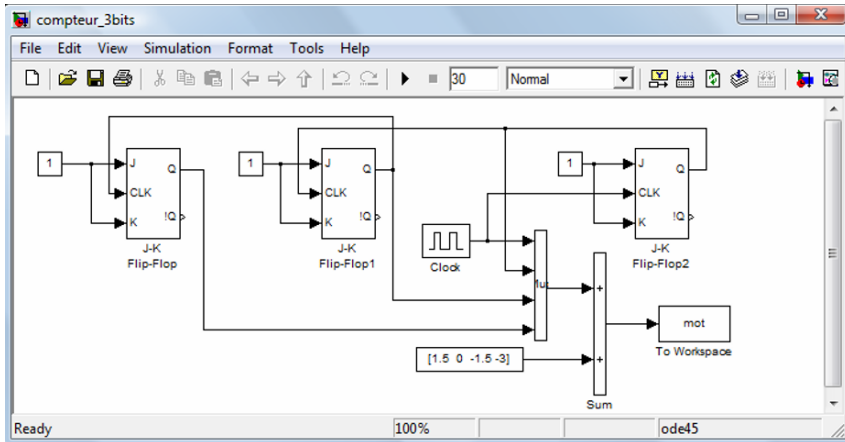 compteur_3bits
File Edit View Simulation Format Tools Help
30 Normal
1 J Q CLK K !Q
J-K
Flip-Flop
1 J Q CLK K !Q
J-K
Flip-Flop1
Clock
1 J Q CLK K !Q
J-K
Flip-Flop2
[1.5 0 -1.5 -3]
+
+
Sum
mot
To Workspace
Ready 100% ode45